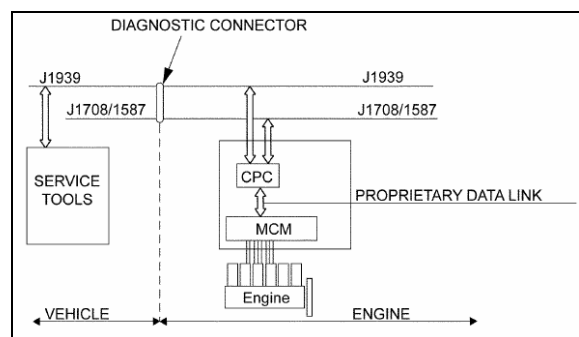 DIAGNOSTIC CONNECTOR
J1939
J1939
J1708/1587
J1708/1587
SERVICE
TOOLS
CPC
PROPRIETARY DATA LINK
MCM
Engine
VEHICLE
ENGINE